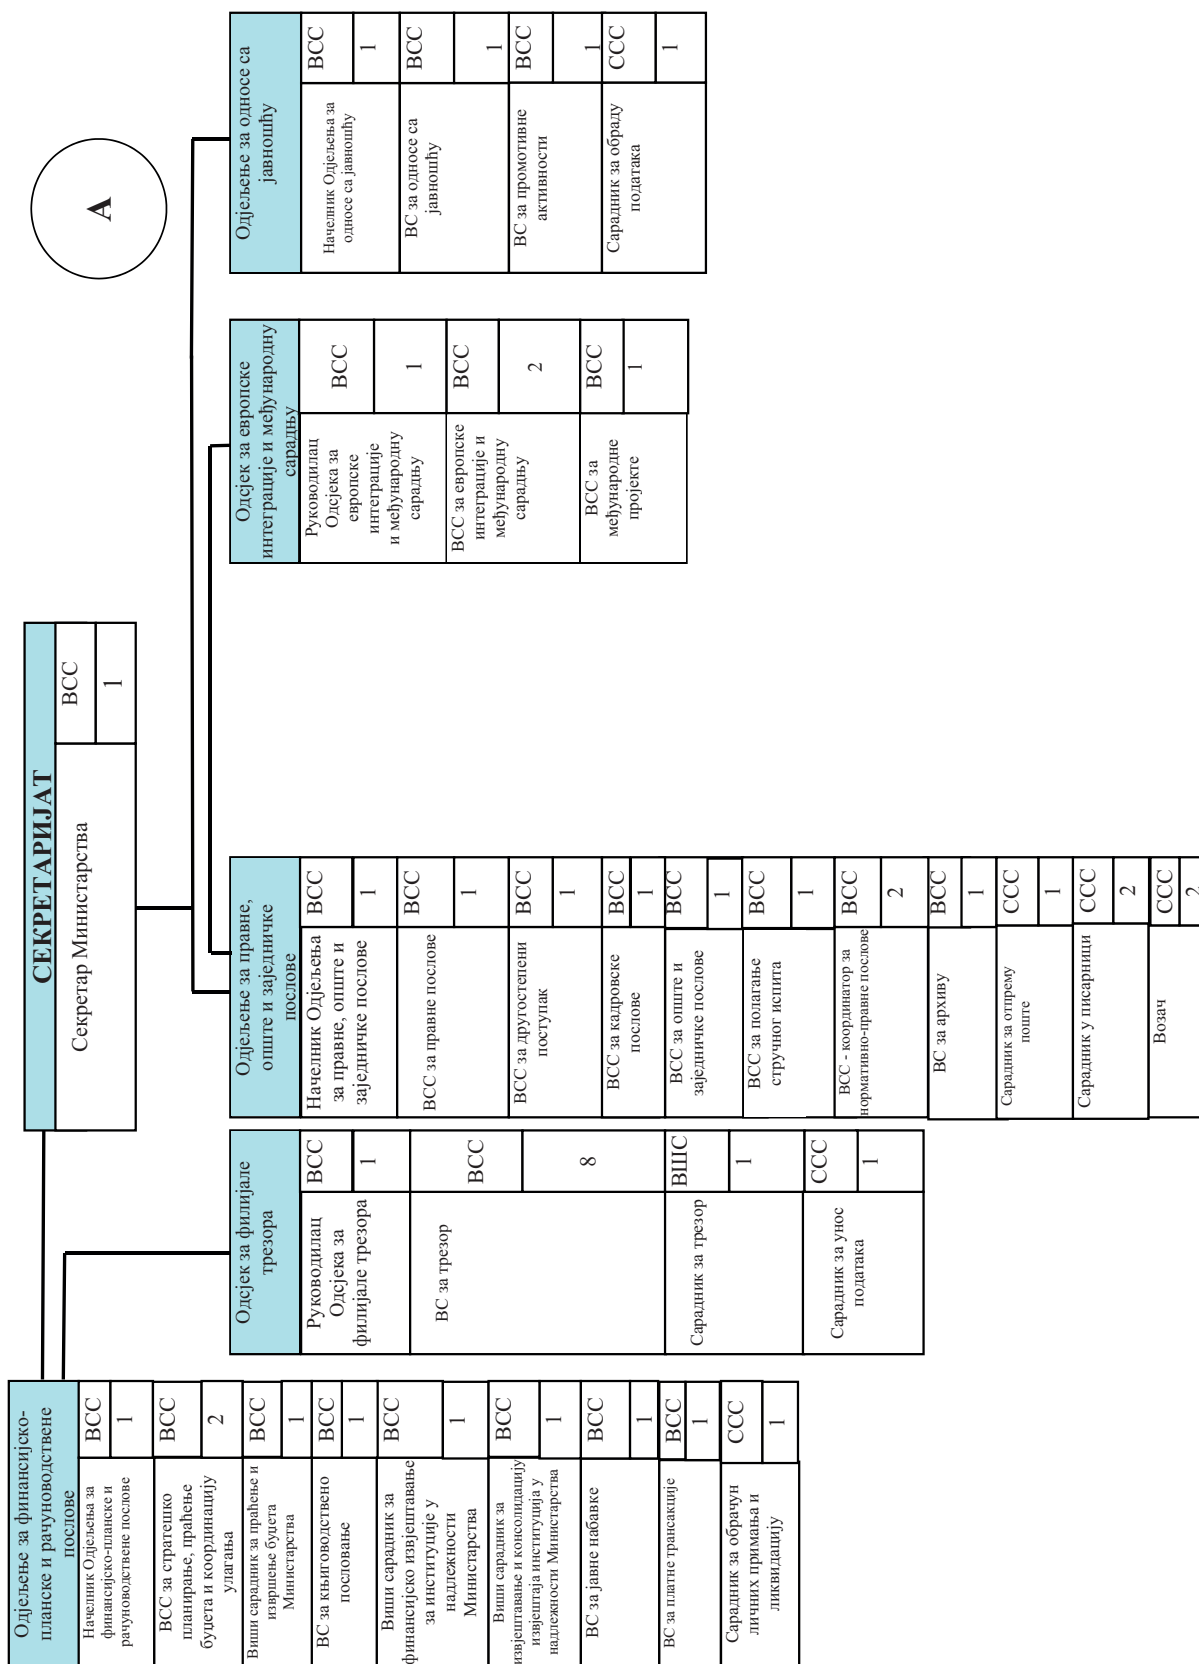 А
СЕКРЕТАРИЈАТ
Секретар Министарства
ВСС
1
Одјељење за финансијско-
планске и рачуноводствене
послове
Начелник Одјељења за
финансијско-планске и
рачуноводствене послове
ВСС
1
ВСС за стратешко
планирање, праћење
буџета и координацију
улагања
ВСС
2
Виши сарадник за праћење и
извршење буџета
Министарства
ВСС
1
ВС за књиговодствено
пословање
ВСС
1
Виши сарадник за
финансијско извјештавање
за институције у
надлежности
Министарства
ВСС
1
Виши сарадник за
извјештавање и консолидацију
извјештаја институција у
надлежности Министарства
ВСС
1
ВС за јавне набавке
ВСС
1
ВС за платне трансакције
ВСС
1
Сарадник за обрачун
личних примања и
ликвидацију
ССС
1
Одсјек за филијале
трезора
Руководилац
Одсјека за
филијале трезора
ВСС
1
ВС за трезор
ВСС
8
Сарадник за трезор
ВШС
1
Сарадник за унос
података
ССС
1
Одјељење за правне,
опште и заједничке
послове
Начелник Одјељења
за правне, опште и
заједничке послове
ВСС
1
ВСС за правне послове
ВСС
1
ВСС за другостепени
поступак
ВСС
1
ВСС за кадровске
послове
ВСС
1
ВСС за опште и
заједничке послове
ВСС
1
ВСС за полагање
стручног испита
ВСС
1
ВСС - координатор за
нормативно-правне послове
ВСС
2
ВС за архиву
ВСС
1
Сарадник за отпрему
поште
ССС
1
Сарадник у писарници
ССС
2
Возач
ССС
2
Одсјек за европске
интеграције и међународну
сарадњу
Руководилац
Одсјека за
европске
интеграције
и међународну
сарадњу
ВСС
1
ВСС за европске
интеграције и
међународну
сарадњу
ВСС
2
ВСС за
међународне
пројекте
ВСС
1
Одјељење за односе са
јавношћу
Начелник Одјељења за
односе са јавношћу
ВСС
1
ВС за односе са
јавношћу
ВСС
1
ВС за промотивне
активности
ВСС
1
Сарадник за обраду
података
ССС
1